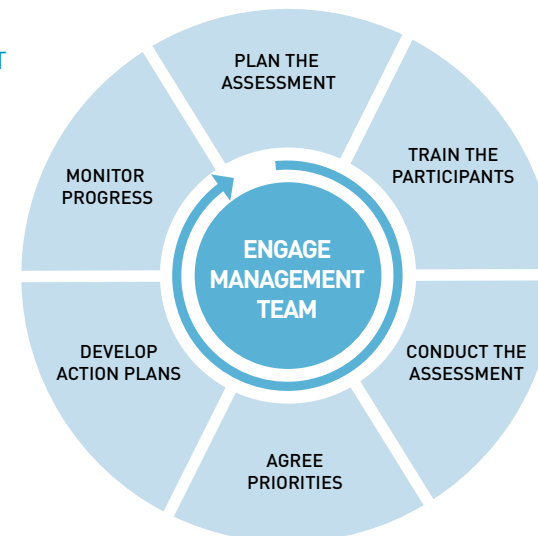 T
PLAN THE
ASSESSMENT
TRAIN THE
PARTICIPANTS
CONDUCT THE
ASSESSMENT
AGREE
PRIORITIES
DEVELOP
ACTION PLANS
MONITOR
PROGRESS
ENGAGE
MANAGEMENT
TEAM